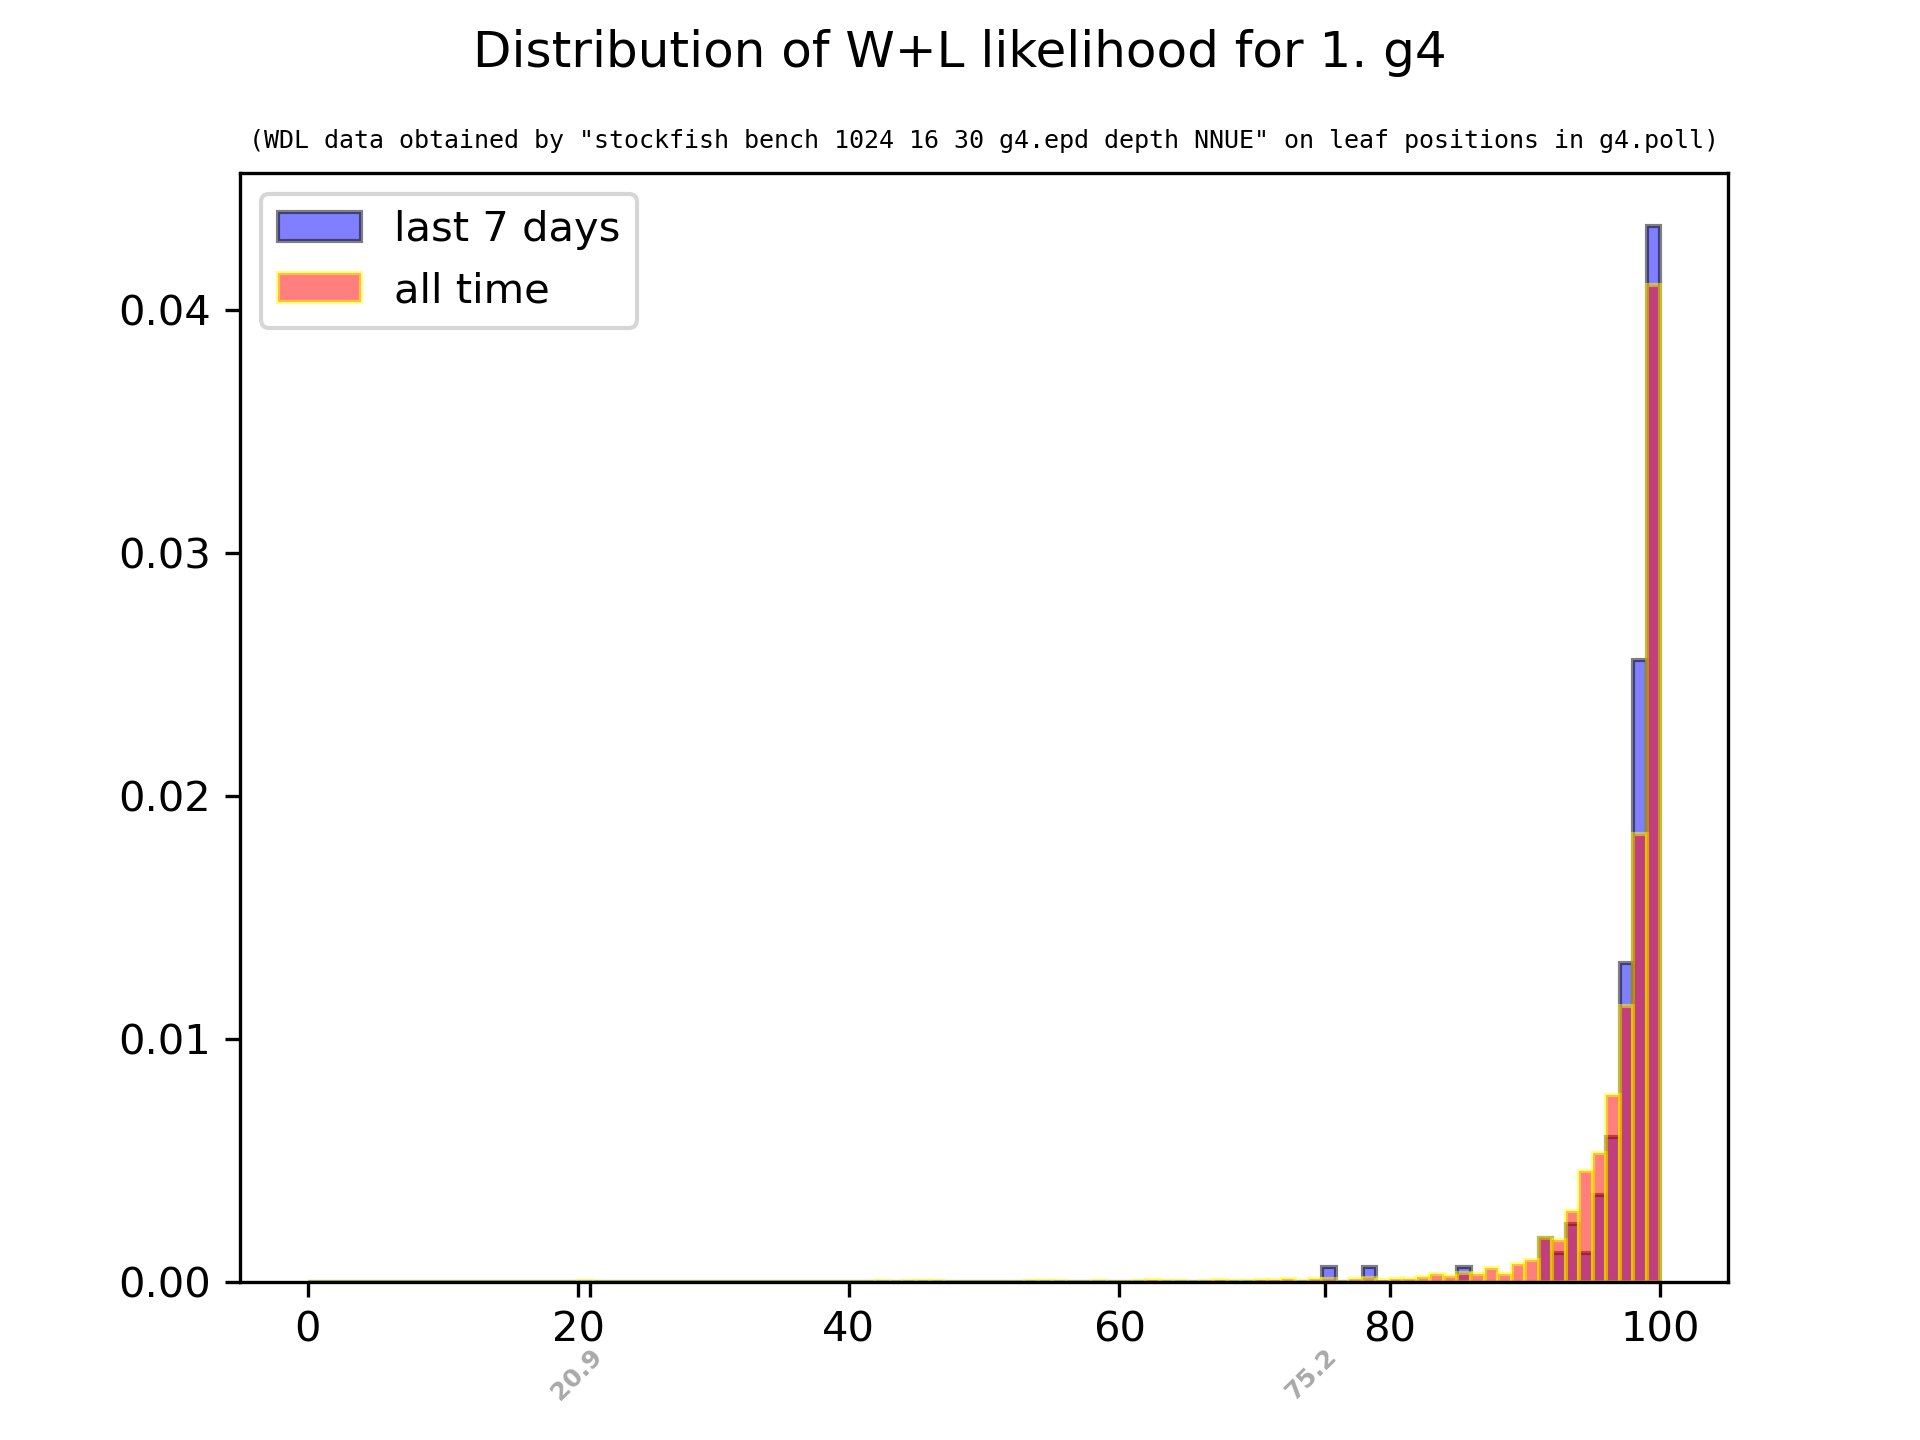 Distribution of W+L likelihood for 1. g4
(WDL data obtained by "stockfish bench 1024 16 30 g4.epd depth NNUE" on leaf positions in g4.poll)
last 7 days
all time
0.04
0.03
0.02
0.01
0.00
0 20 40 60 80 100
20.9 75.2